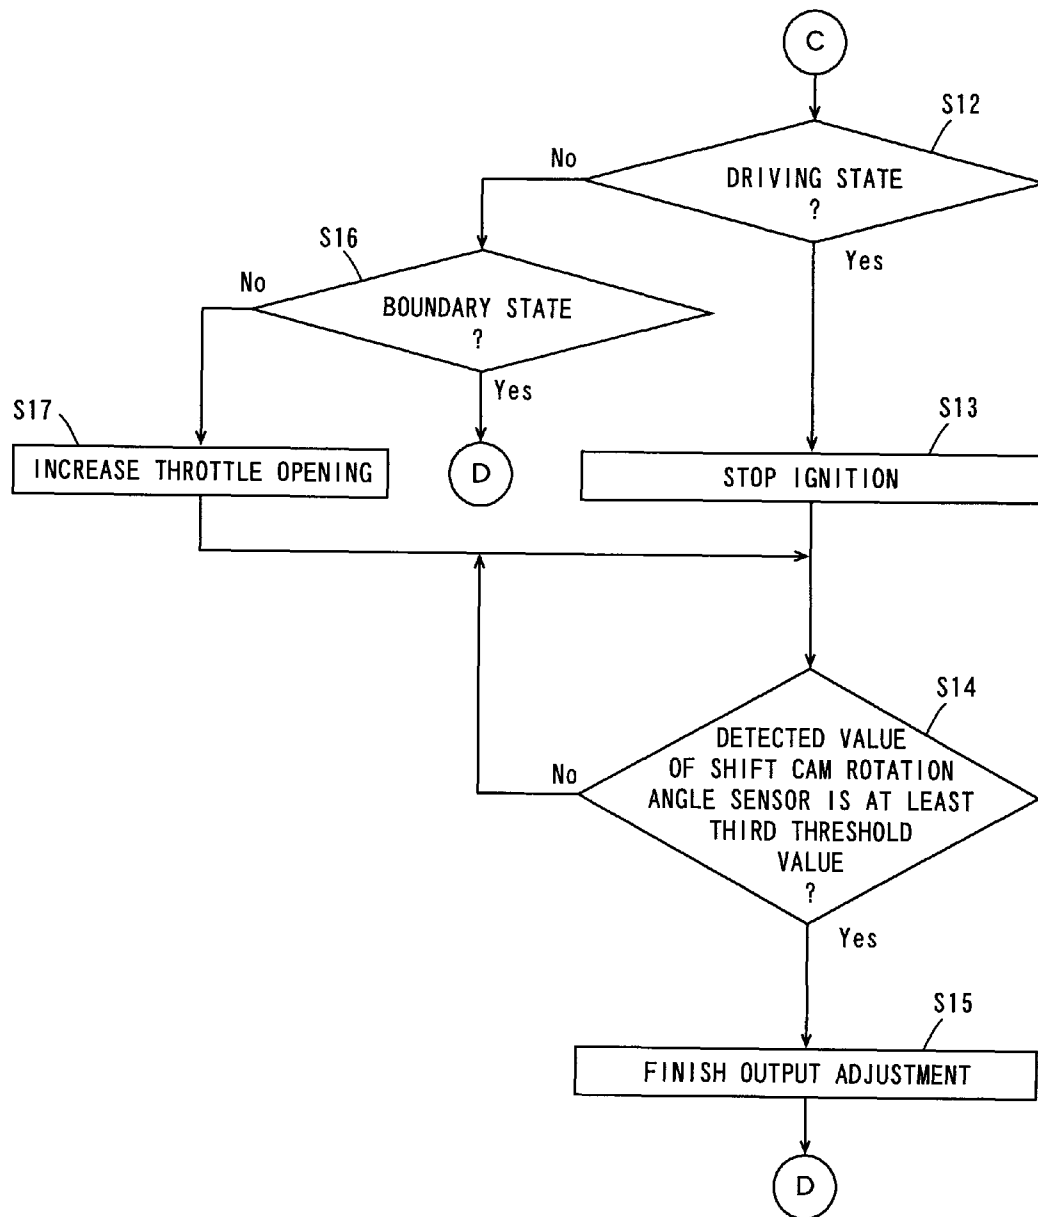 C
S12
No
DRIVING STATE
?
Yes
S16
No
BOUNDARY STATE
?
Yes
S17
INCREASE THROTTLE OPENING
D
S13
STOP IGNITION
S14
No
DETECTED VALUE
OF SHIFT CAM ROTATION
ANGLE SENSOR IS AT LEAST
THIRD THRESHOLD
VALUE
?
Yes
S15
FINISH OUTPUT ADJUSTMENT
D